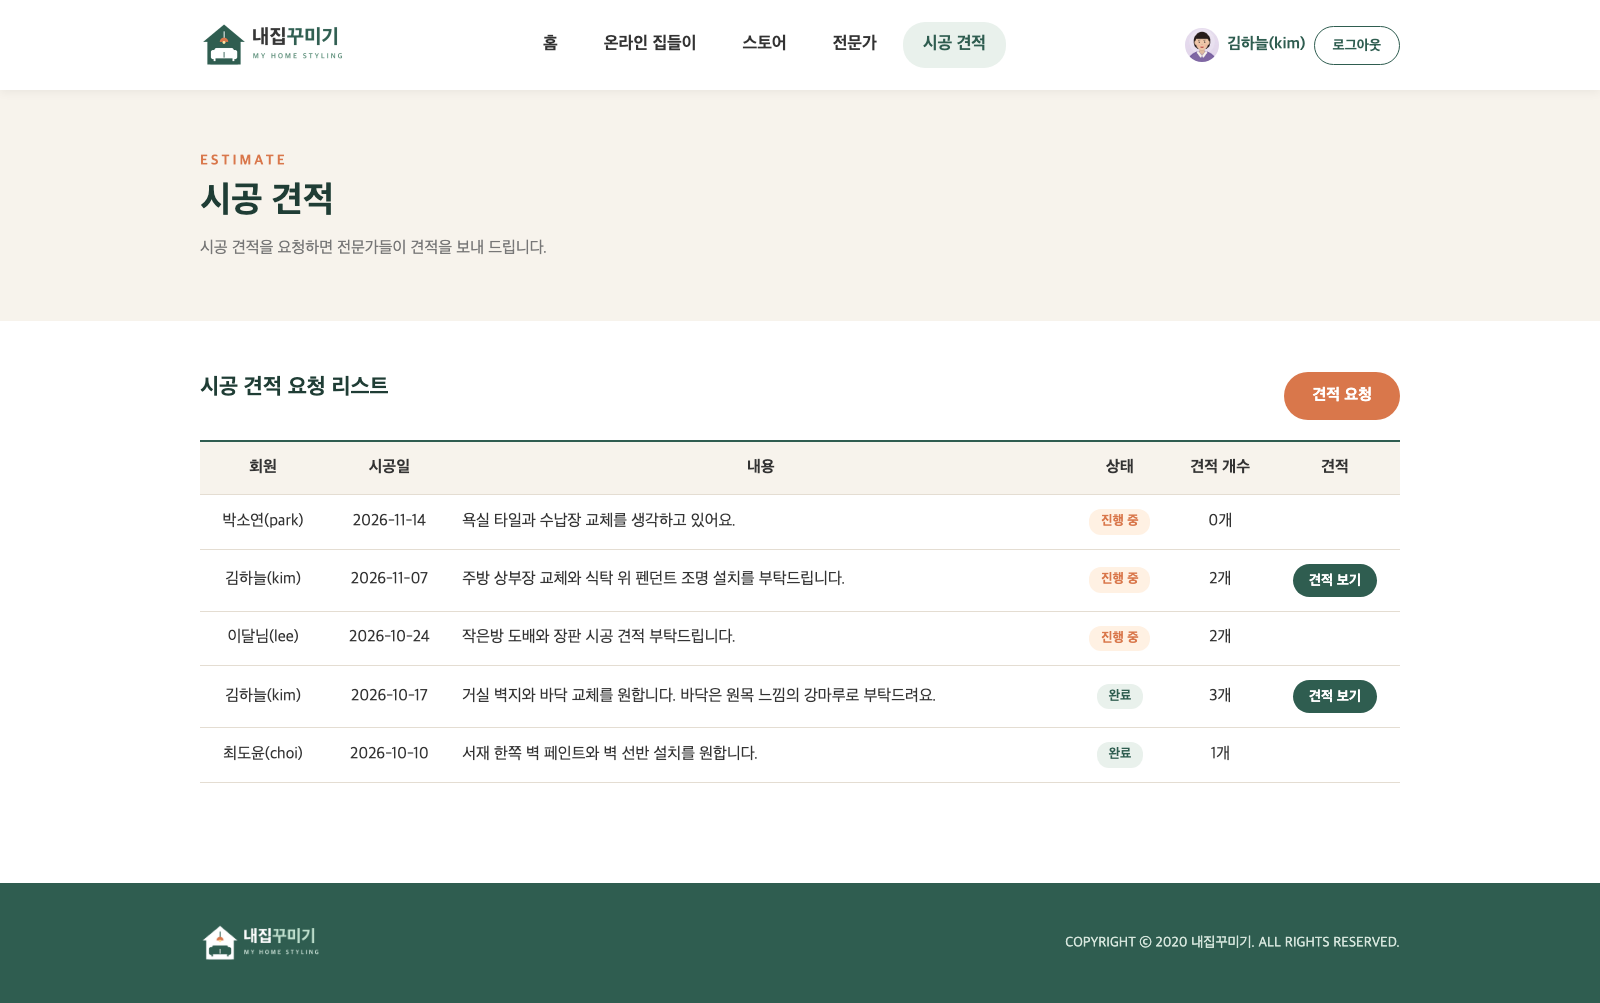 내집꾸미기
MY HOME STYLING
홈 온라인 집들이 스토어 전문가 시공 견적
김하늘(kim) 로그아웃
ESTIMATE
시공 견적
시공 견적을 요청하면 전문가들이 견적을 보내 드립니다.
시공 견적 요청 리스트
견적 요청
회원 시공일 내용 상태 견적 개수 견적
박소연(park) 2026-11-14 욕실 타일과 수납장 교체를 생각하고 있어요. 진행 중 0개
김하늘(kim) 2026-11-07 주방 상부장 교체와 식탁 위 펜던트 조명 설치를 부탁드립니다. 진행 중 2개 견적 보기
이달님(lee) 2026-10-24 작은방 도배와 장판 시공 견적 부탁드립니다. 진행 중 2개
김하늘(kim) 2026-10-17 거실 벽지와 바닥 교체를 원합니다. 바닥은 원목 느낌의 강마루로 부탁드려요. 완료 3개 견적 보기
최도윤(choi) 2026-10-10 서재 한쪽 벽 페인트와 벽 선반 설치를 원합니다. 완료 1개
내집꾸미기
MY HOME STYLING
COPYRIGHT © 2020 내집꾸미기. ALL RIGHTS RESERVED.